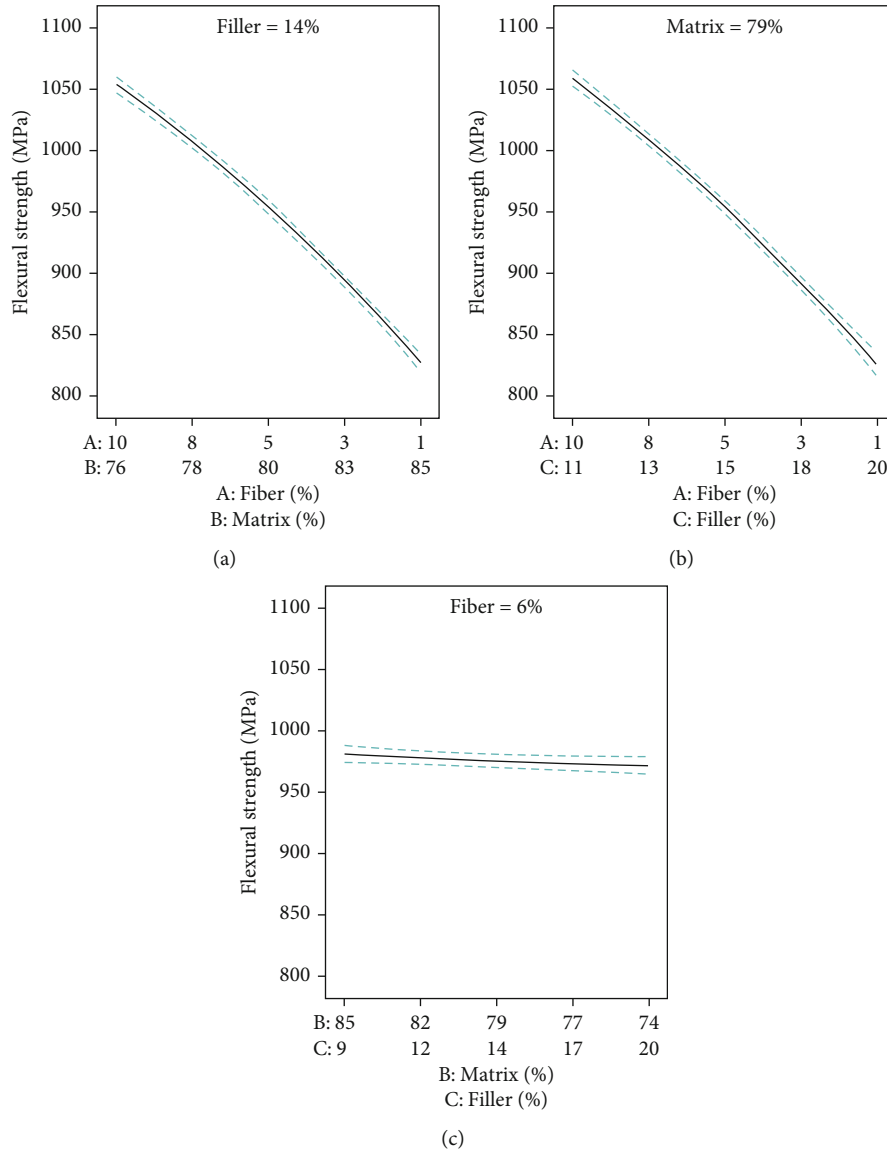 Filler = 14%
Flexural strength (MPa)
1100
1050
1000
950
900
850
800
A: 10 8 5 3 1
B: 76 78 80 83 85
A: Fiber (%)
B: Matrix (%)
(a)
Matrix = 79%
Flexural strength (MPa)
1100
1050
1000
950
900
850
800
A: 10 8 5 3 1
C: 11 13 15 18 20
A: Fiber (%)
C: Filler (%)
(b)
Fiber = 6%
Flexural strength (MPa)
1100
1050
1000
950
900
850
800
B: 85 82 79 77 74
C: 9 12 14 17 20
B: Matrix (%)
C: Filler (%)
(c)